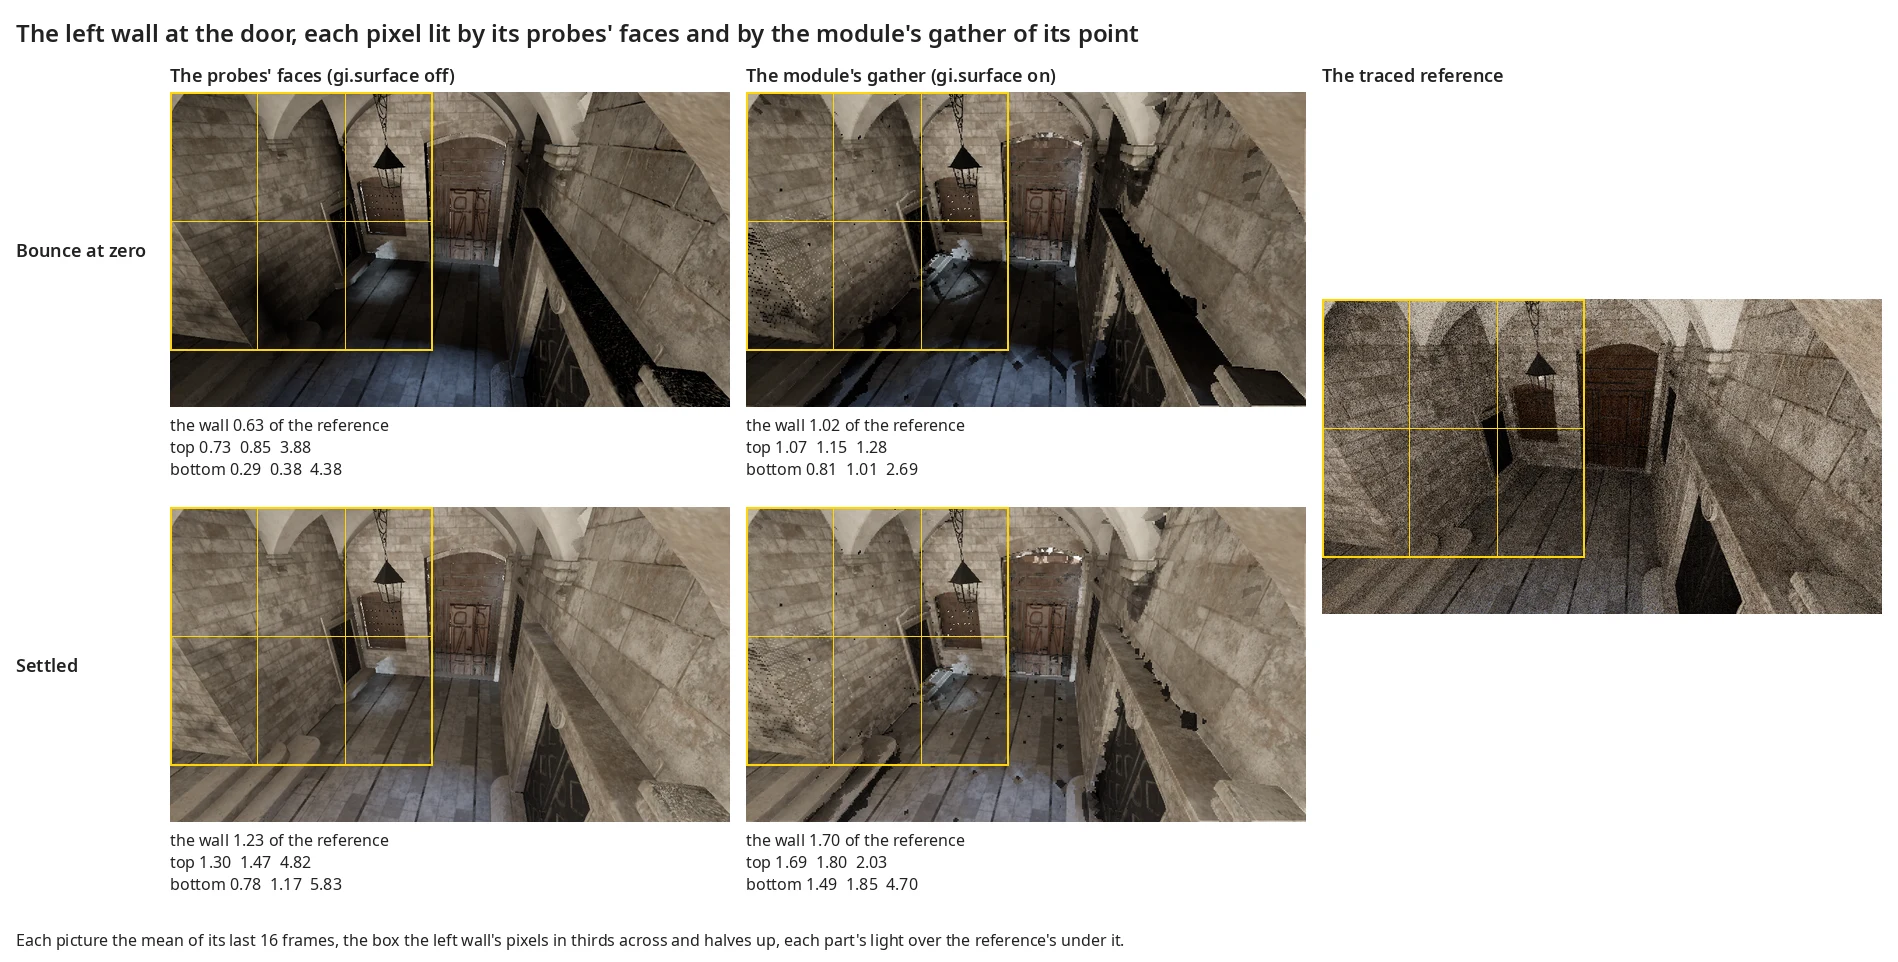 The left wall at the door, each pixel lit by its probes' faces and by the module's gather of its point
The probes' faces (gi.surface off)
The module's gather (gi.surface on)
The traced reference
Bounce at zero
the wall 0.63 of the reference
top 0.73 0.85 3.88
bottom 0.29 0.38 4.38
the wall 1.02 of the reference
top 1.07 1.15 1.28
bottom 0.81 1.01 2.69
Settled
the wall 1.23 of the reference
top 1.30 1.47 4.82
bottom 0.78 1.17 5.83
the wall 1.70 of the reference
top 1.69 1.80 2.03
bottom 1.49 1.85 4.70
Each picture the mean of its last 16 frames, the box the left wall's pixels in thirds across and halves up, each part's light over the reference's under it.